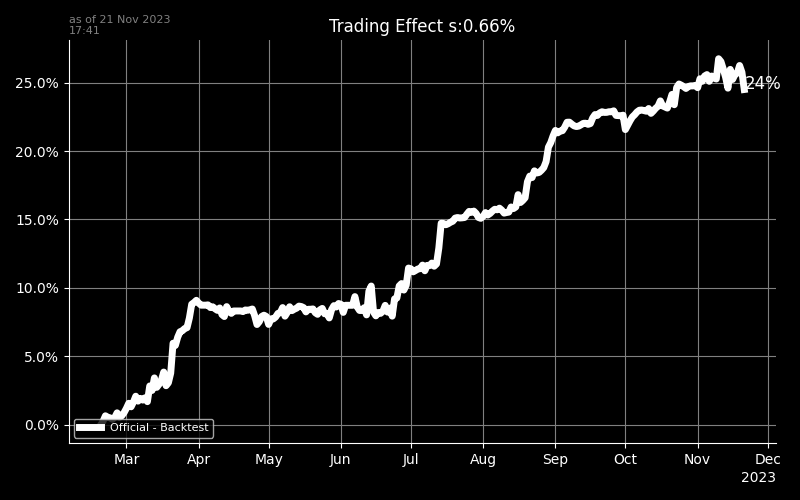 as of 21 Nov 2023
17:41
Trading Effect s:0.66%
25.0%
24%
20.0%
15.0%
10.0%
5.0%
0.0%
Official - Backtest
Mar Apr May Jun Jul Aug Sep Oct Nov Dec
2023